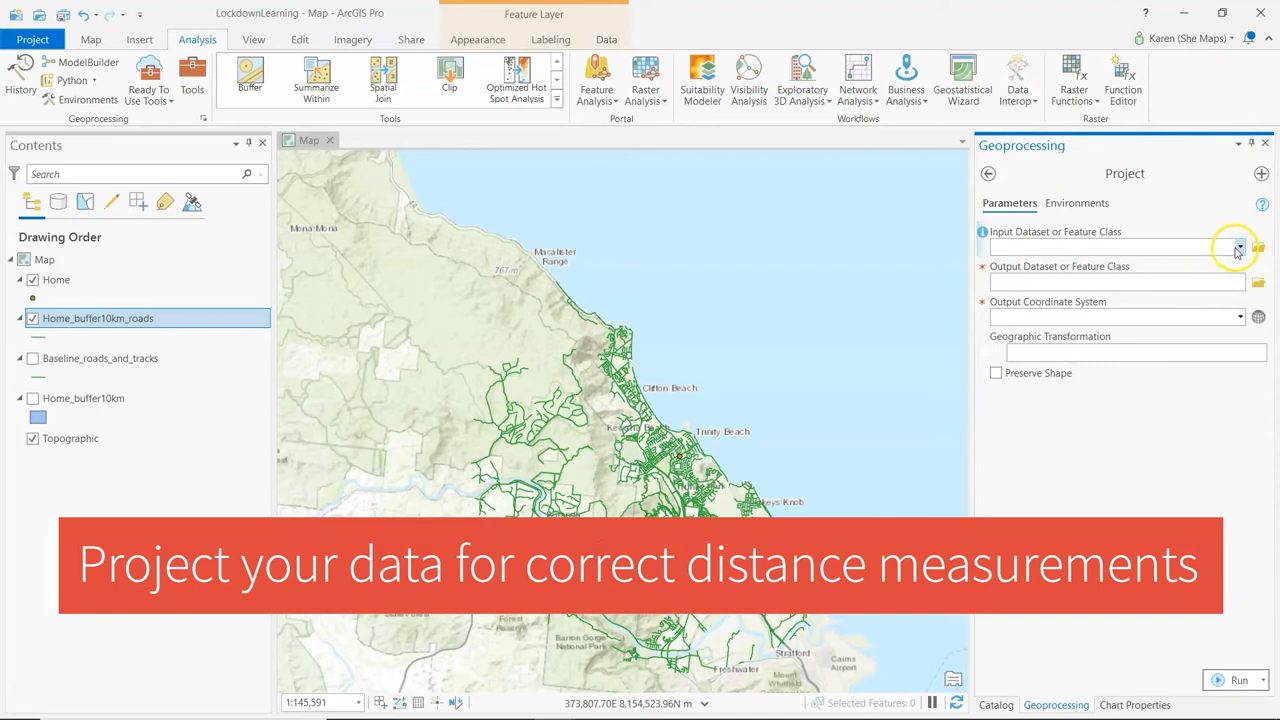 LockdownLearning - Map - ArcGIS Pro
Feature Layer
?
Project
Map
Insert
Analysis
View
Edit
Imagery
Share
Appearance
Labeling
Data
Karen (She Maps)
History
ModelBuilder
Python
Environments
Ready To Use Tools
Tools
Geoprocessing
Buffer
Summarize Within
Spatial Join
Clip
Optimized Hot Spot Analysis
Tools
Feature Analysis
Raster Analysis
Portal
Suitability Modeler
Visibility Analysis
Exploratory 3D Analysis
Network Analysis
Business Analysis
Geostatistical Wizard
Data Interop
Workflows
Raster Functions
Function Editor
Raster
Contents
Search
Drawing Order
Map
Home
Home_buffer10km_roads
Baseline_roads_and_tracks
Home_buffer10km
Topographic
Map
Mona Mona
Macalister
Range
767 m
Clifton Beach
Trinity Beach
Project your data for correct distance measurements
Barron Gorge
National Park
Stratford
Freshwater
Cairns
Airport
1:145,591
373,807.70E 8,154,523.96N m
Selected Features: 0
Geoprocessing
Project
Parameters
Environments
?
Input Dataset or Feature Class
* Output Dataset or Feature Class
* Output Coordinate System
Geographic Transformation
Preserve Shape
Run
Catalog
Geoprocessing
Chart Properties